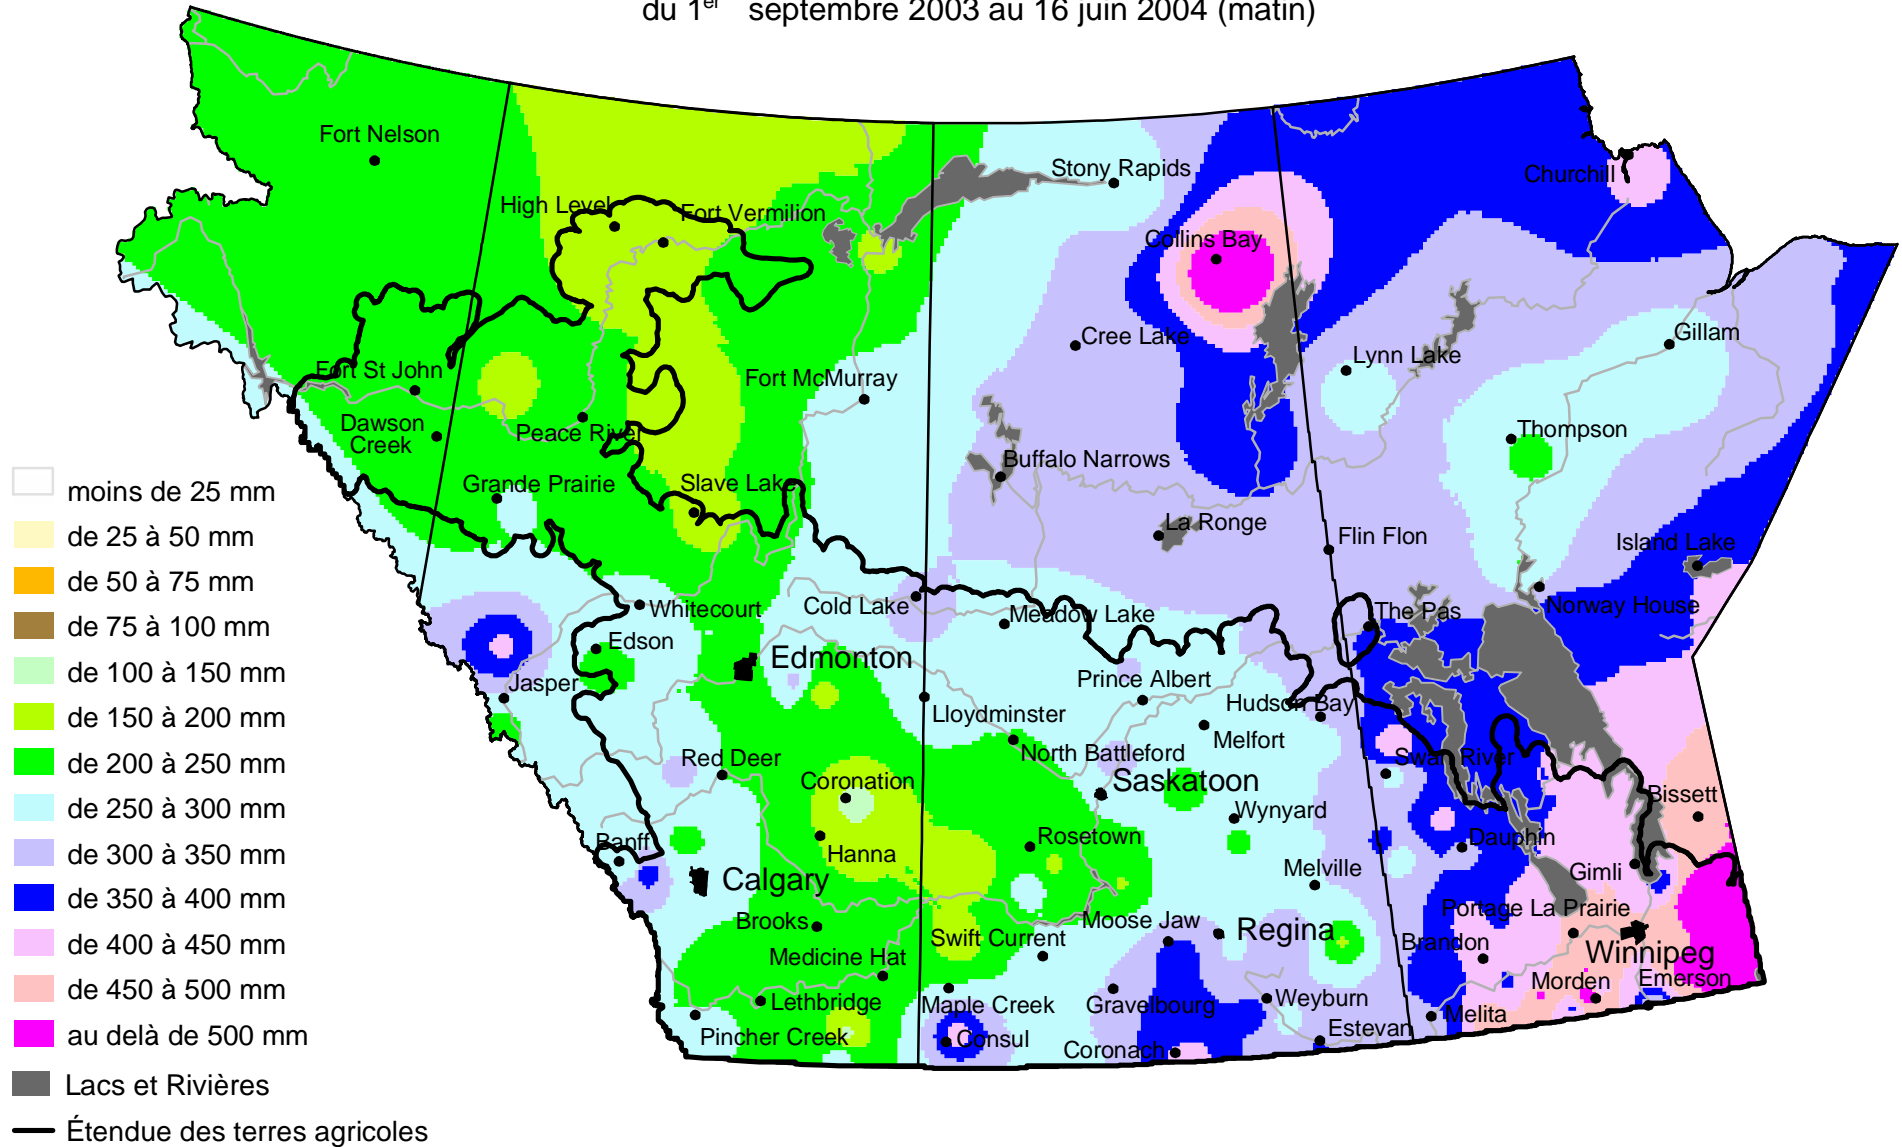 du 1er septembre 2003 au 16 juin 2004 (matin)
Fort Nelson
Stony Rapids
Churchill
High Level
Fort Vermilion
Collins Bay
Cree Lake
Gillam
Lynn Lake
Fort St John
Fort McMurray
Dawson
Creek
Peace River
Thompson
Buffalo Narrows
Grande Prairie
Slave Lake
La Ronge
Flin Flon
Island Lake
Cold Lake
Whitecourt
Meadow Lake
The Pas
Norway House
Edson
Edmonton
Jasper
Prince Albert
Hudson Bay
Lloydminster
Melfort
North Battleford
Red Deer
Swan River
Coronation
Saskatoon
Bissett
Wynyard
Banff
Hanna
Rosetown
Dauphin
Calgary
Melville
Gimli
Brooks
Moose Jaw
Portage La Prairie
Swift Current
Regina
Brandon
Winnipeg
Medicine Hat
Morden
Emerson
Lethbridge
Maple Creek
Gravelbourg
Weyburn
Melita
Pincher Creek
Consul
Coronach
Estevan
moins de 25 mm
de 25 à 50 mm
de 50 à 75 mm
de 75 à 100 mm
de 100 à 150 mm
de 150 à 200 mm
de 200 à 250 mm
de 250 à 300 mm
de 300 à 350 mm
de 350 à 400 mm
de 400 à 450 mm
de 450 à 500 mm
au delà de 500 mm
Lacs et Rivières
Étendue des terres agricoles